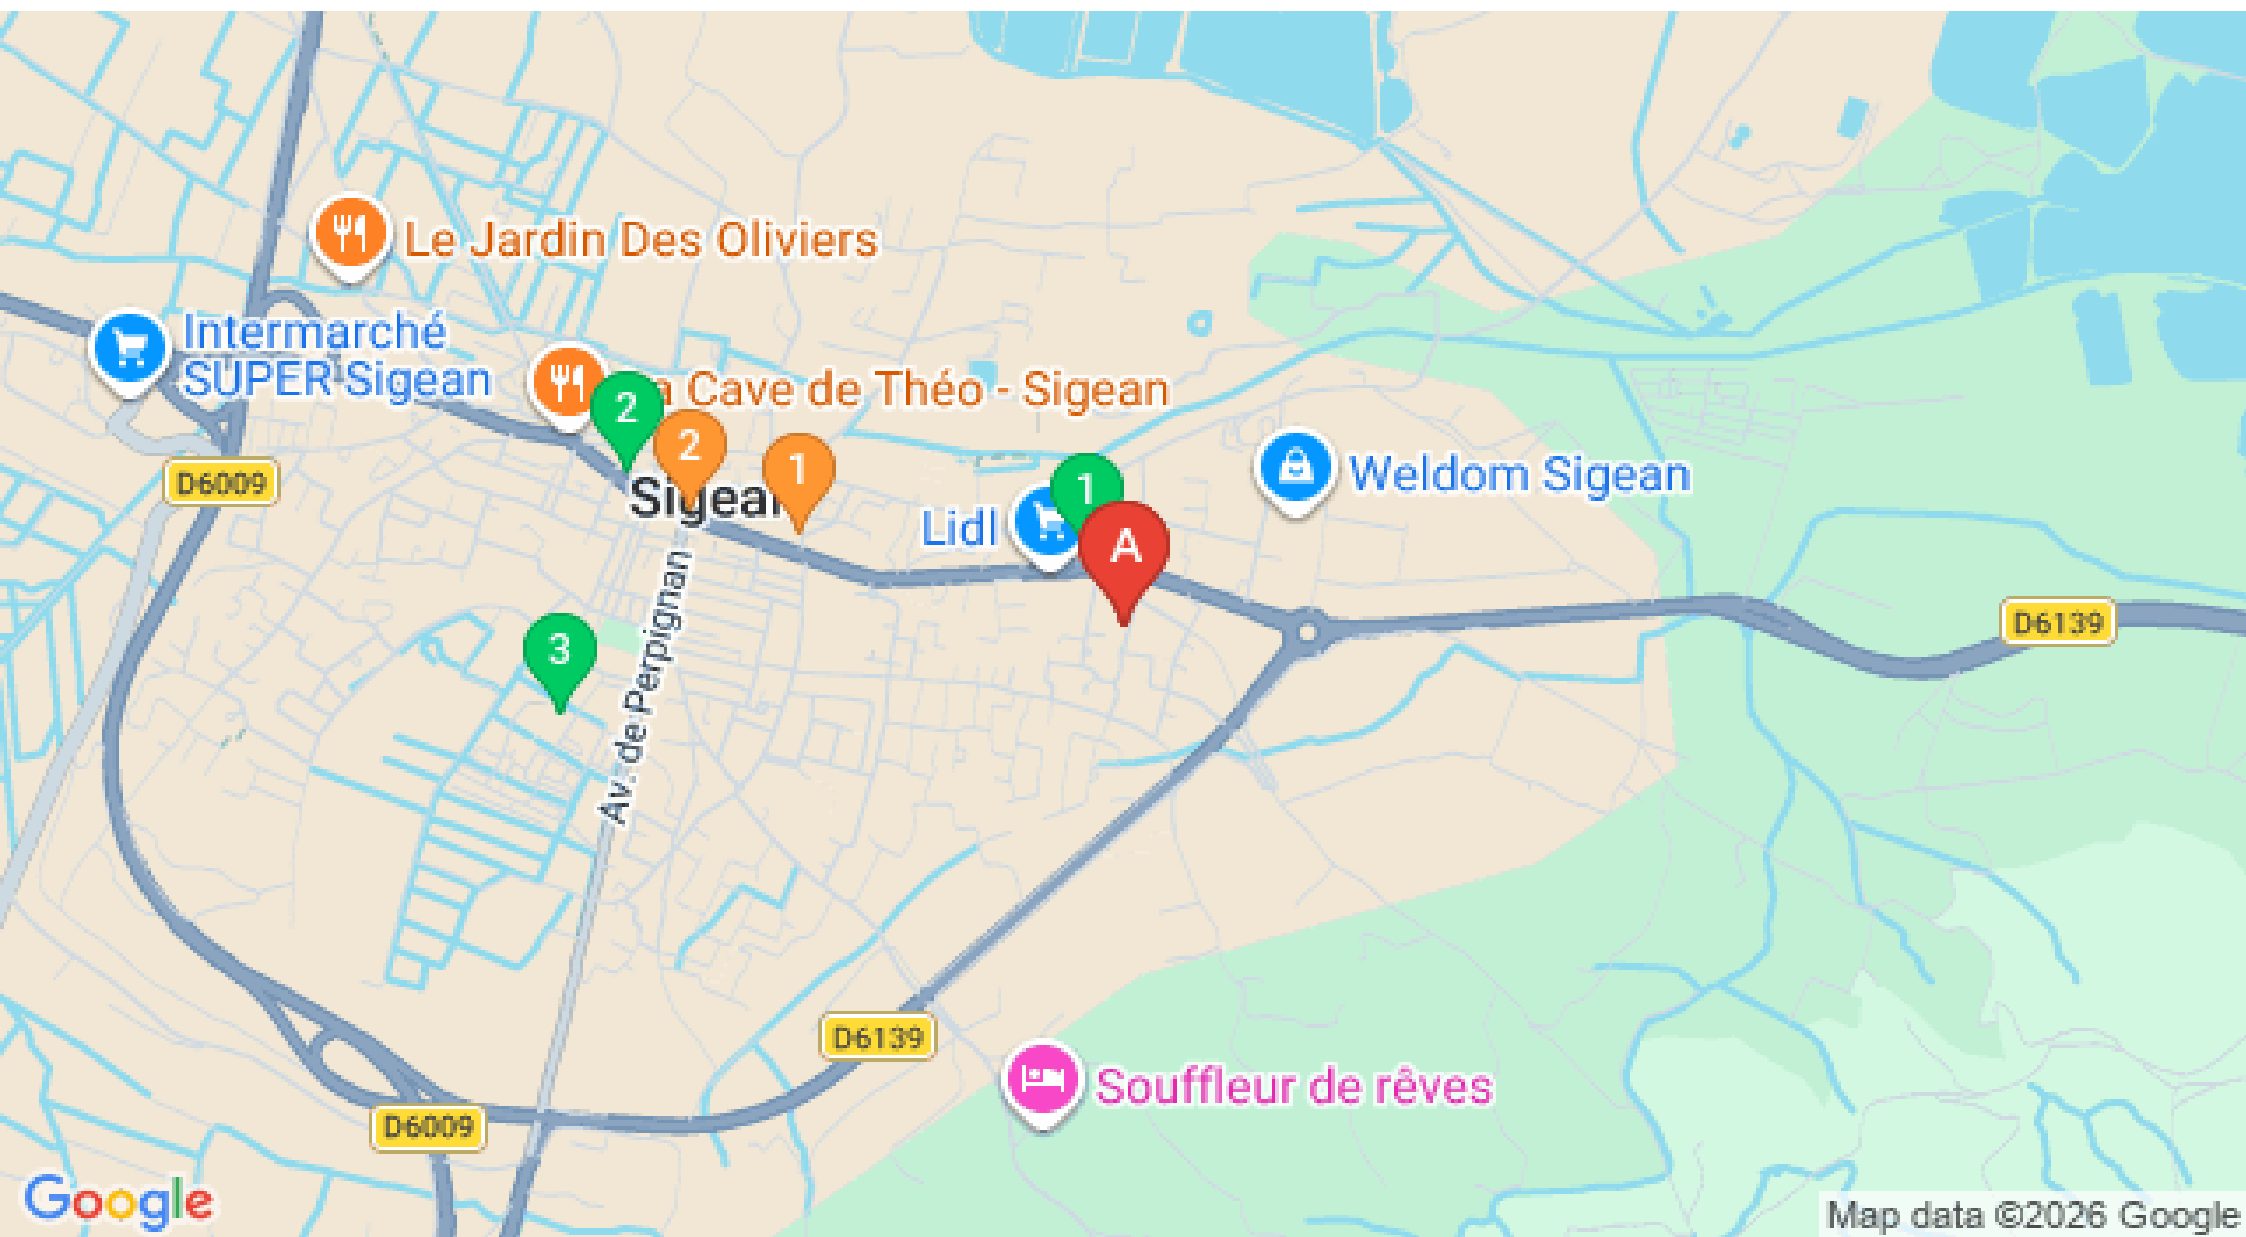 Le Jardin Des Oliviers
Intermarché
SUPER Sigean
Cave de Théo - Sigean
2
2
1
1
D6009
Sigean
Lidl
A
Weldom Sigean
D6139
3
Av. de Perpignan
D6139
Souffleur de rêves
D6009
Google
Map data ©2026 Google